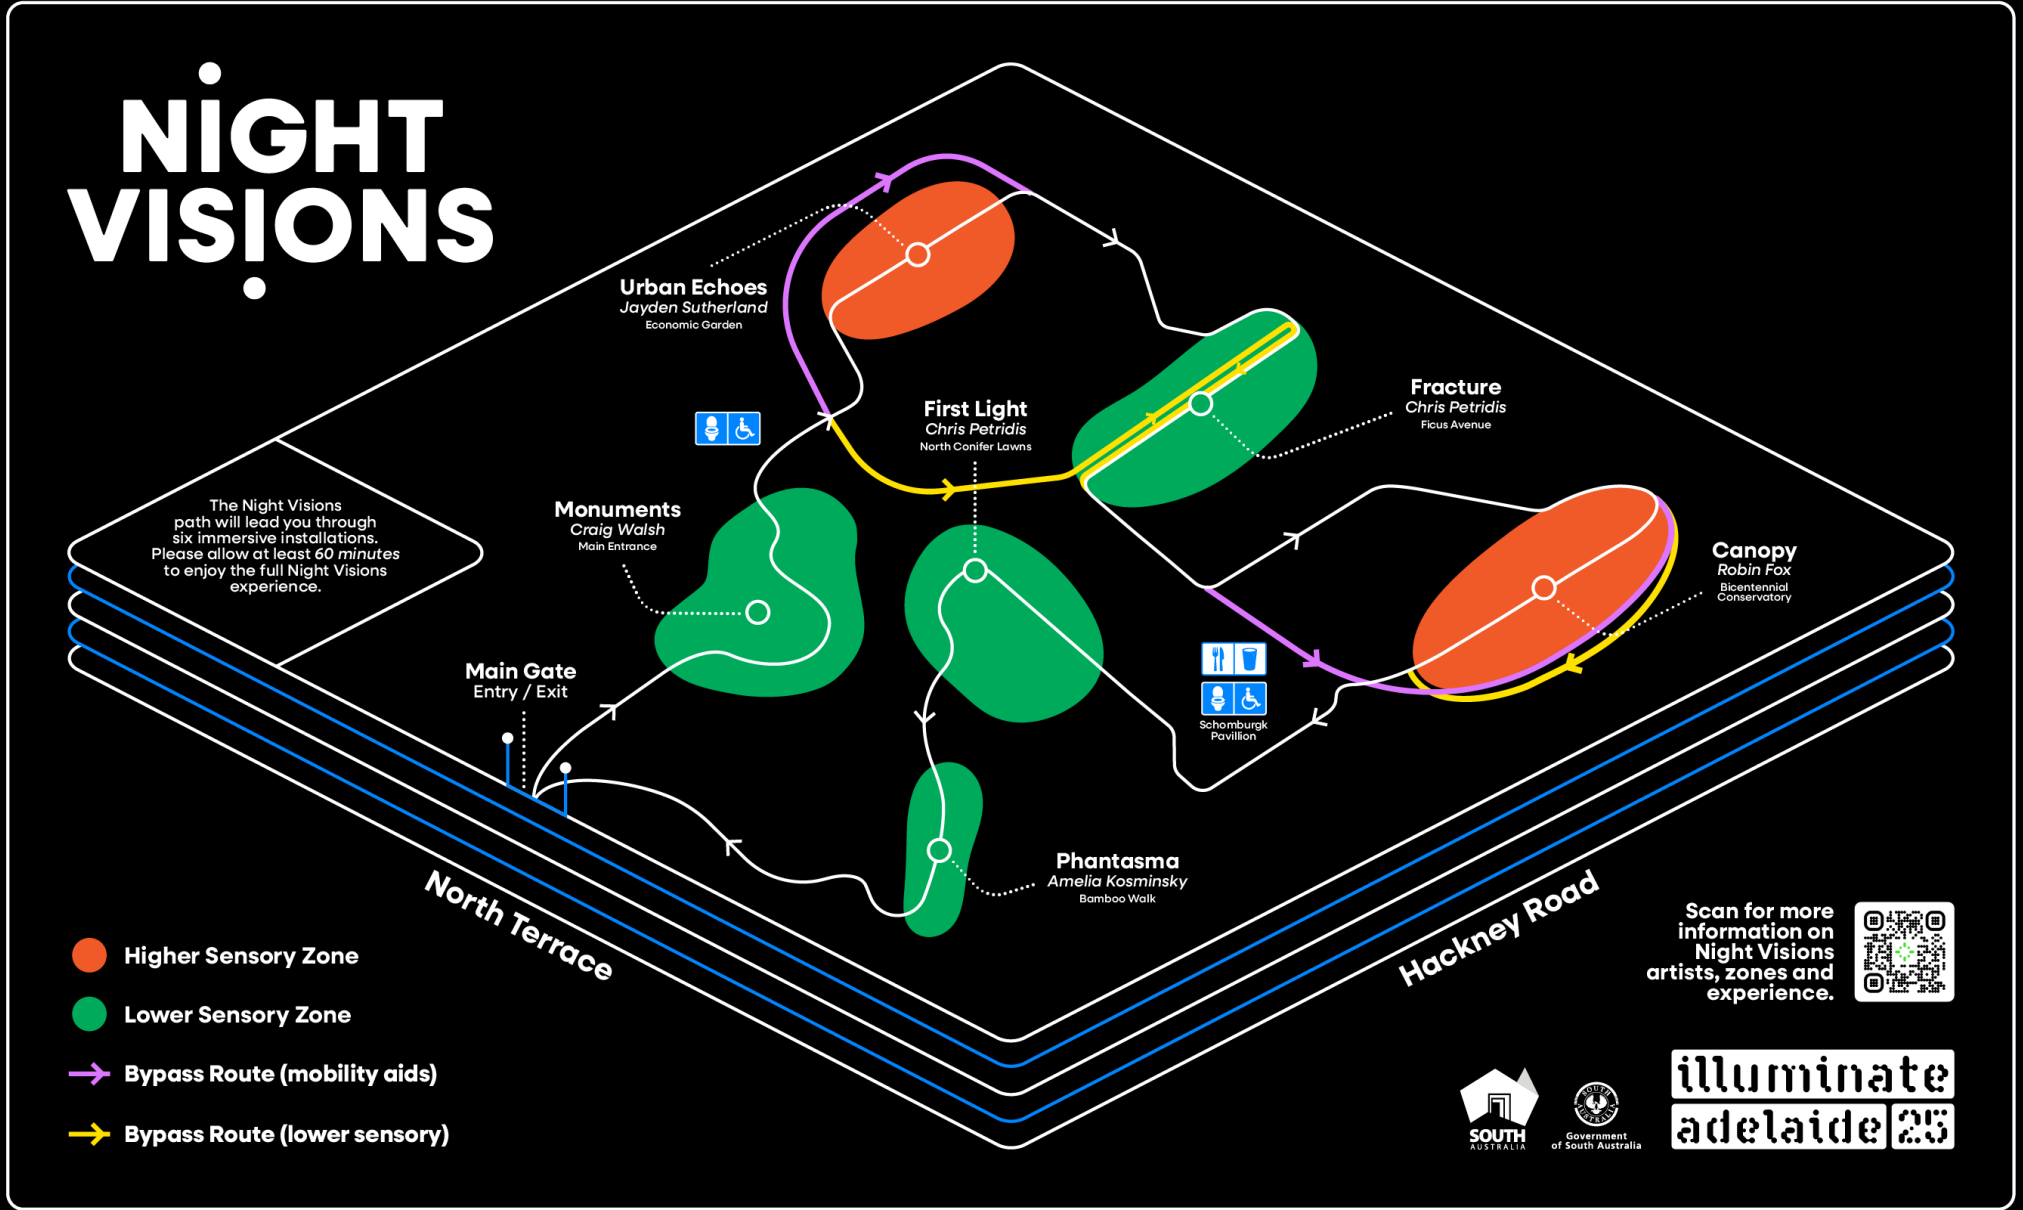 NIGHT
VISIONS
Urban Echoes
Jayden Sutherland
Economic Garden
First Light
Chris Petridis
North Conifer Lawns
Fracture
Chris Petridis
Ficus Avenue
The Night Visions
path will lead you through
six immersive installations.
Please allow at least 60 minutes
to enjoy the full Night Visions
experience.
Monuments
Craig Walsh
Main Entrance
Canopy
Robin Fox
Bicentennial
Conservatory
Main Gate
Entry / Exit
Schomburgk
Pavillion
Phantasma
Amelia Kosminsky
Bamboo Walk
North Terrace
Hackney Road
Higher Sensory Zone
Lower Sensory Zone
Bypass Route (mobility aids)
Bypass Route (lower sensory)
Scan for more
information on
Night Visions
artists, zones and
experience.
SOUTH
AUSTRALIA
SOUTH AUSTRALIA
Government
of South Australia
illuminate
adelaide 25